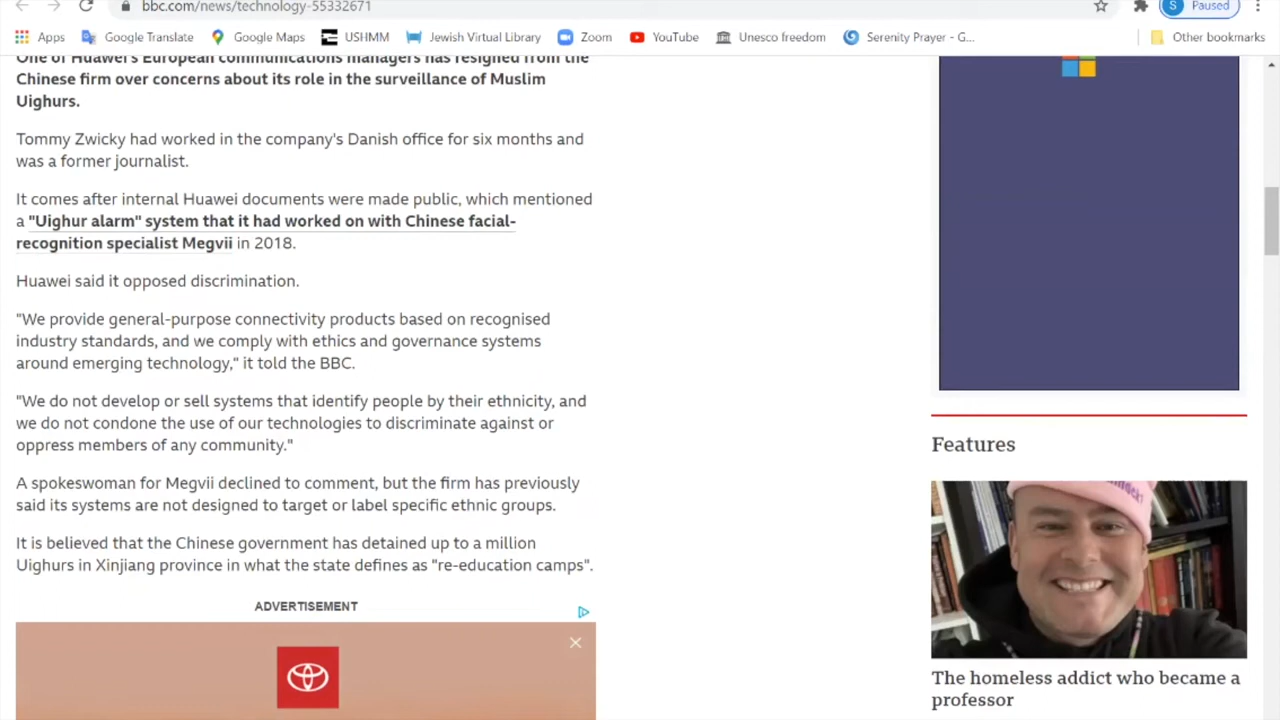 bbc.com/news/technology-55332671
S Paused
Apps Google Translate Google Maps USHMM Jewish Virtual Library Zoom YouTube Unesco freedom Serenity Prayer - G... Other bookmarks
One of Huawei's European communications managers has resigned from the
Chinese firm over concerns about its role in the surveillance of Muslim
Uighurs.
Tommy Zwicky had worked in the company's Danish office for six months and
was a former journalist.
It comes after internal Huawei documents were made public, which mentioned
a "Uighur alarm" system that it had worked on with Chinese facial-
recognition specialist Megvii in 2018.
Huawei said it opposed discrimination.
"We provide general-purpose connectivity products based on recognised
industry standards, and we comply with ethics and governance systems
around emerging technology," it told the BBC.
"We do not develop or sell systems that identify people by their ethnicity, and
we do not condone the use of our technologies to discriminate against or
oppress members of any community."
A spokeswoman for Megvii declined to comment, but the firm has previously
said its systems are not designed to target or label specific ethnic groups.
It is believed that the Chinese government has detained up to a million
Uighurs in Xinjiang province in what the state defines as "re-education camps".
ADVERTISEMENT
Features
The homeless addict who became a
professor